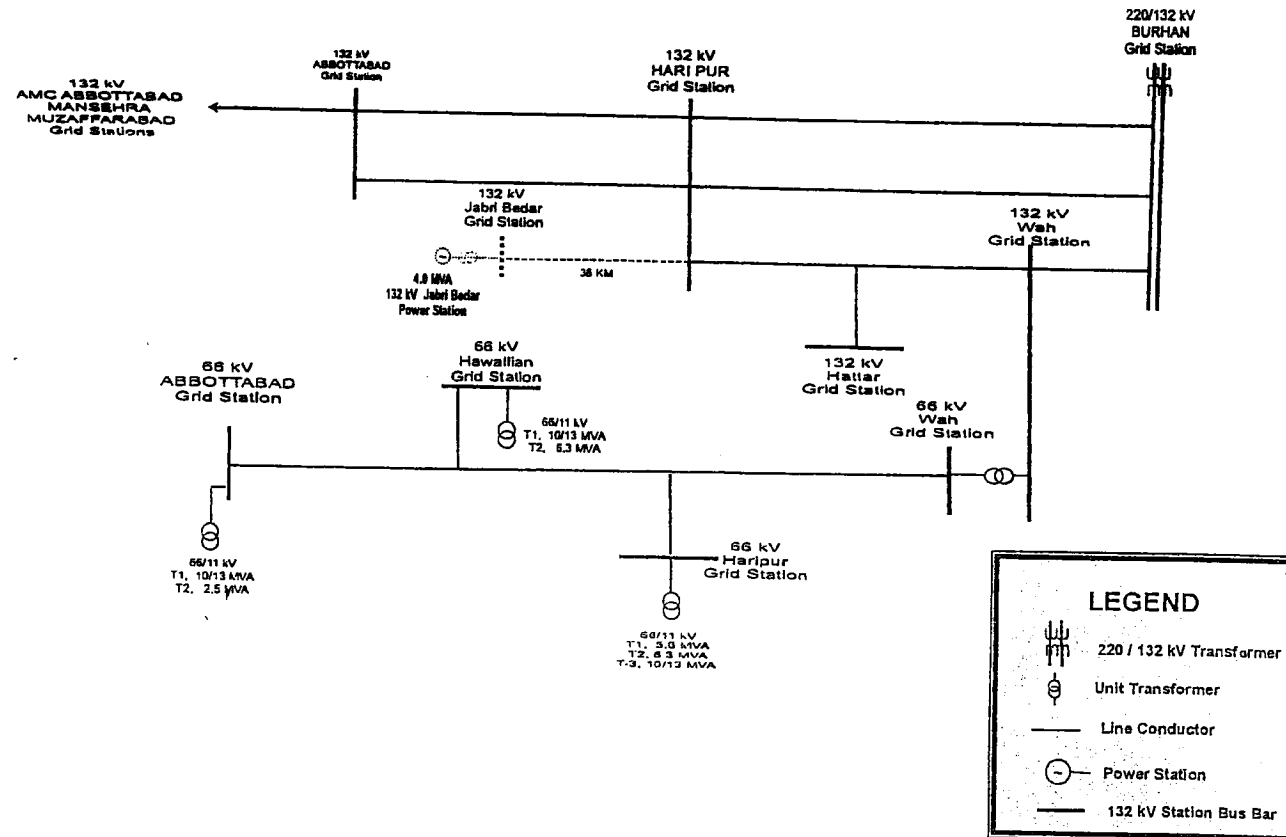 220/132 kV
BURHAN
Grid Station
132 kV
ABBOTTABAD
Grid Station
132 kV
HARI PUR
Grid Station
132 kV
AMC ABBOTTABAD
MANSEHRA
MUZAFFARABAD
Grid Stations
132 kV
Jabri Bedar
Grid Station
132 kV
Wah
Grid Station
MVA
132 kV Jabri Bedar
Power Station
KM
66 kV
ABBOTTABAD
Grid Station
66 kV
Hawallian
Grid Station
66/11 kV
T1, 10/13 MVA
T2, 6.3 MVA
132 kV
Hattar
Grid Station
66 kV
Wah
Grid Station
66/11 kV
T1, 10/13 MVA
T2, 2.5 MVA
66 kV
Haripur
Grid Station
66/11 kV
T1, MVA
T2, 6.3 MVA
T-3, 10/13 MVA
LEGEND
220 / 132 kV Transformer
Unit Transformer
Line Conductor
Power Station
132 kV Station Bus Bar